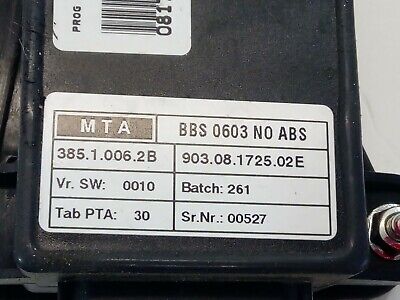 PROG
081
MTA BBS 0603 NO ABS
385.1.006.2B 903.08.1725.02E
Vr. SW: 0010 Batch: 261
Tab PTA: 30 Sr.Nr.: 00527